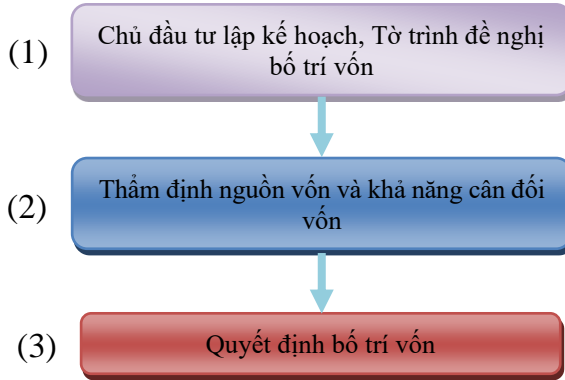 (1)
Chủ đầu tư lập kế hoạch, Tờ trình đề nghị
bố trí vốn
(2)
Thẩm định nguồn vốn và khả năng cân đối
vốn
(3)
Quyết định bố trí vốn